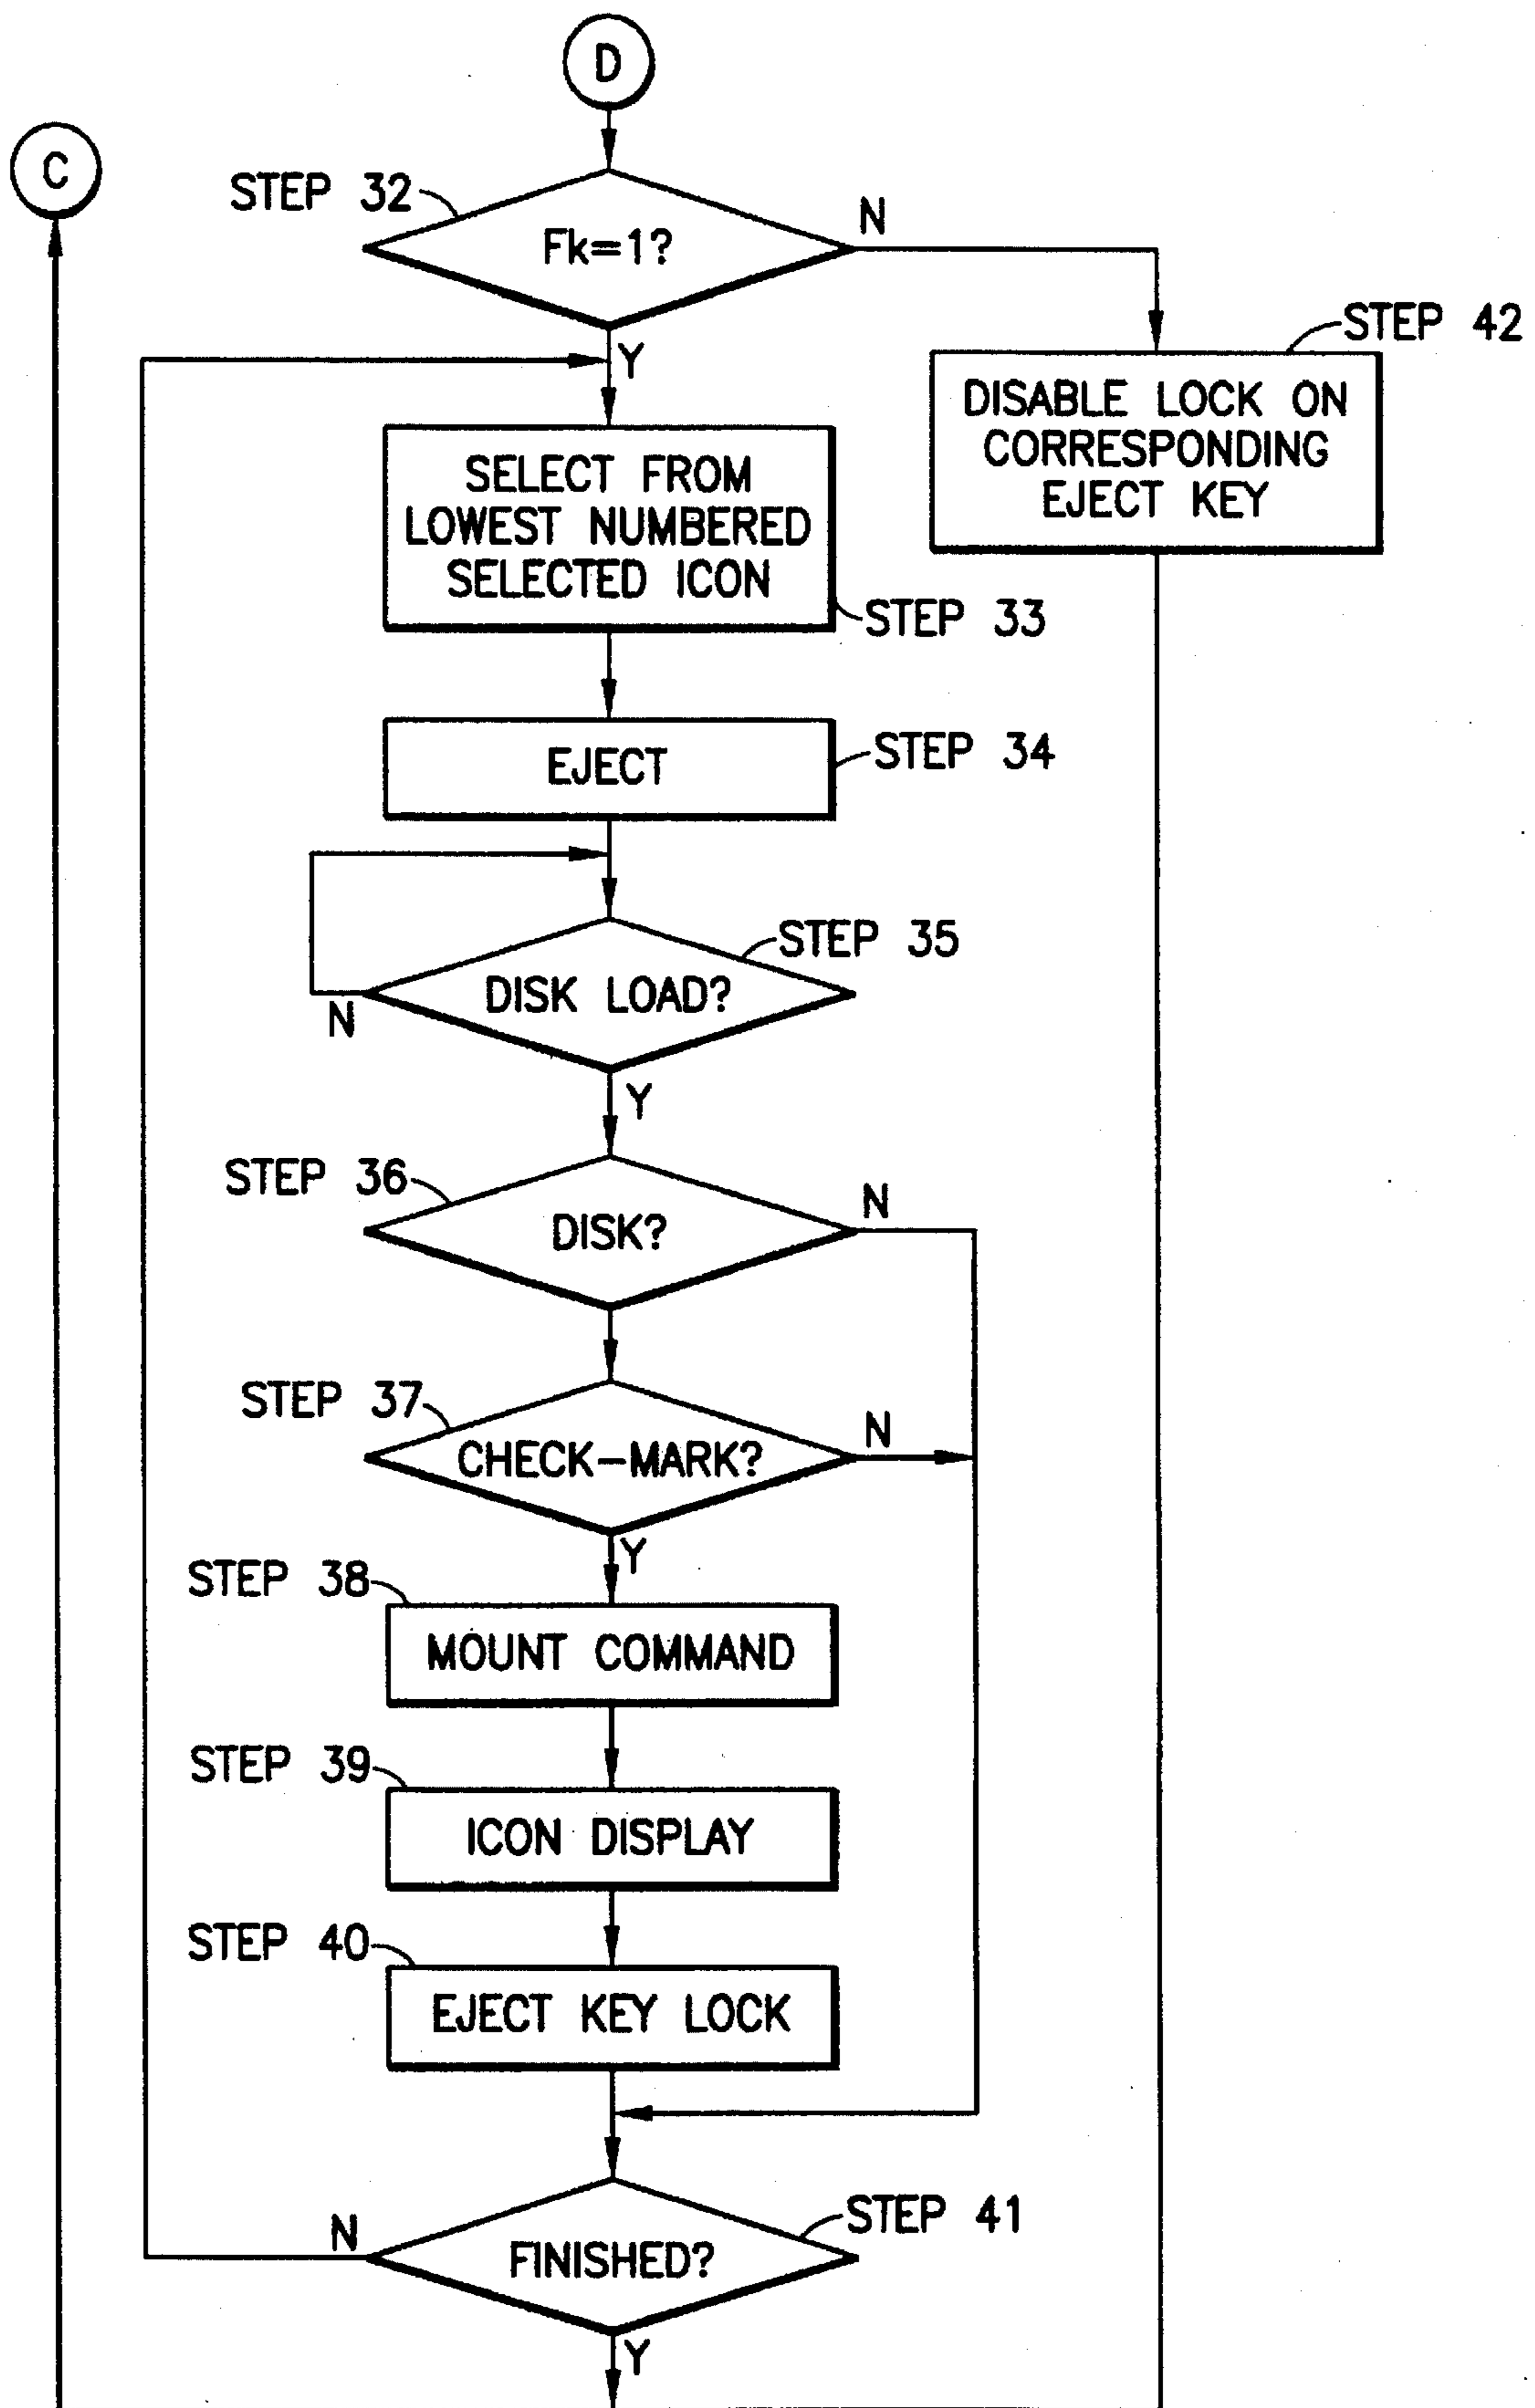 D
C
STEP 32
Fk=1?
N
Y
STEP 42
DISABLE LOCK ON
CORRESPONDING
EJECT KEY
SELECT FROM
LOWEST NUMBERED
SELECTED ICON
STEP 33
EJECT
STEP 34
STEP 35
DISK LOAD?
N
Y
STEP 36
DISK?
N
STEP 37
CHECK-MARK?
N
Y
STEP 38
MOUNT COMMAND
STEP 39
ICON DISPLAY
STEP 40
EJECT KEY LOCK
STEP 41
FINISHED?
N
Y